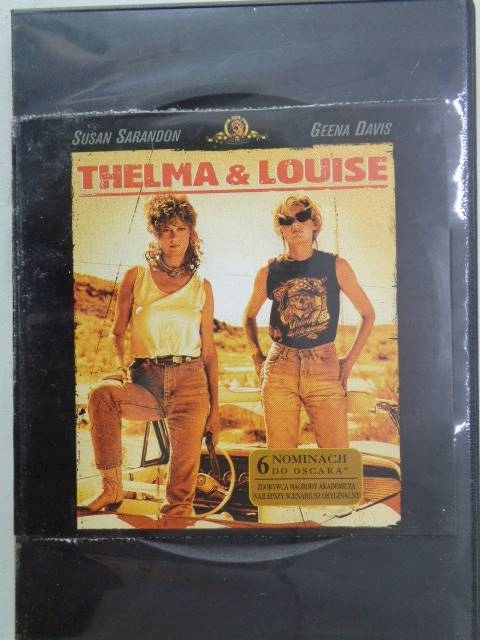 SUSAN SARANDON
GEENA DAVIS
THELMA & LOUISE
6 NOMINACJI
DO OSCARA*
ZDOBYWCA NAGRODY AKADEMII ZA
NAJLEPSZY SCENARIUSZ ORYGINALNY